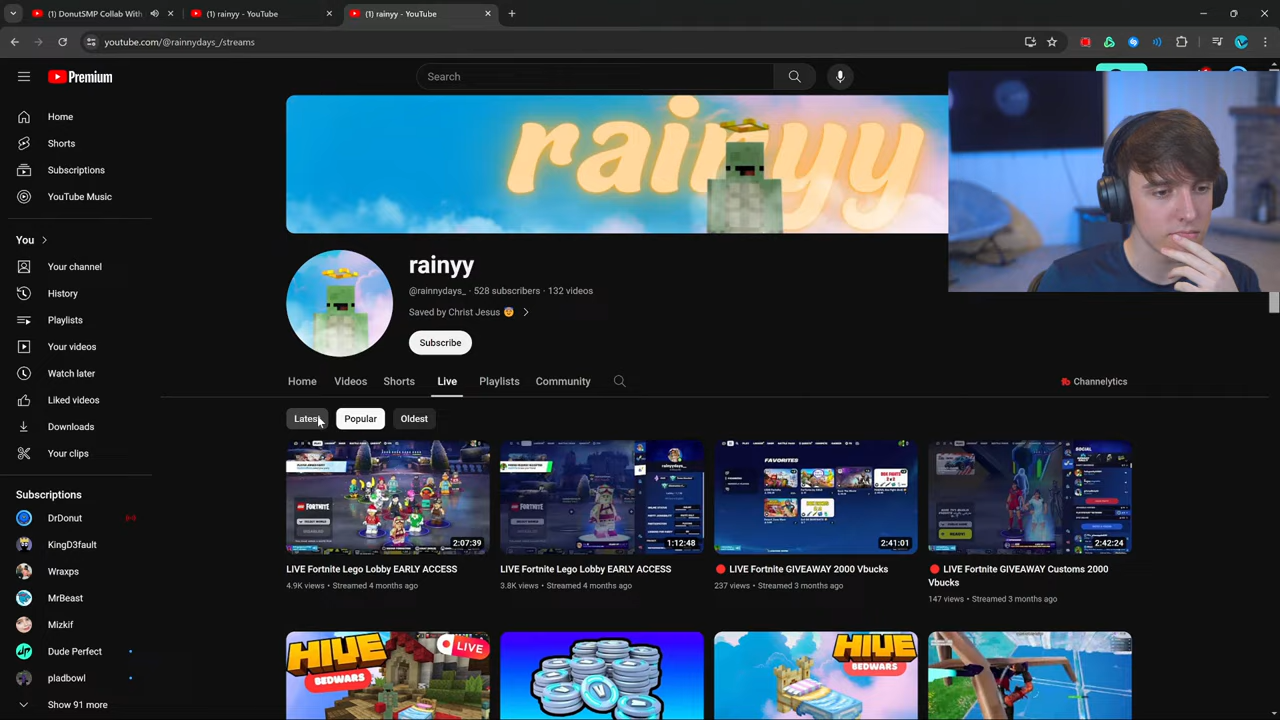 (1) DonutSMP Collab With
(1) rainyy - YouTube
(1) rainyy - YouTube
youtube.com/@rainnydays_/streams
Premium
Search
Home
Shorts
Subscriptions
YouTube Music
You
Your channel
History
Playlists
Your videos
Watch later
Liked videos
Downloads
Your clips
Subscriptions
DrDonut
KingD3fault
Wraxps
MrBeast
Mizkif
Dude Perfect
pladbowl
Show 91 more
rainyy
rainyy
@rainnydays_ · 528 subscribers · 132 videos
Saved by Christ Jesus 😨
Subscribe
Home Videos Shorts Live Playlists Community
Channelytics
Latest Popular Oldest
FORTNITE
2:07:39
LIVE Fortnite Lego Lobby EARLY ACCESS
4.9K views · Streamed 4 months ago
1:12:48
LIVE Fortnite Lego Lobby EARLY ACCESS
3.8K views · Streamed 4 months ago
FAVORITES
2:41:01
🔴 LIVE Fortnite GIVEAWAY 2000 Vbucks
237 views · Streamed 3 months ago
SOCIAL
2:42:24
🔴 LIVE Fortnite GIVEAWAY Customs 2000
Vbucks
147 views · Streamed 3 months ago
HIVE
BEDWARS
LIVE
HIVE
BEDWARS